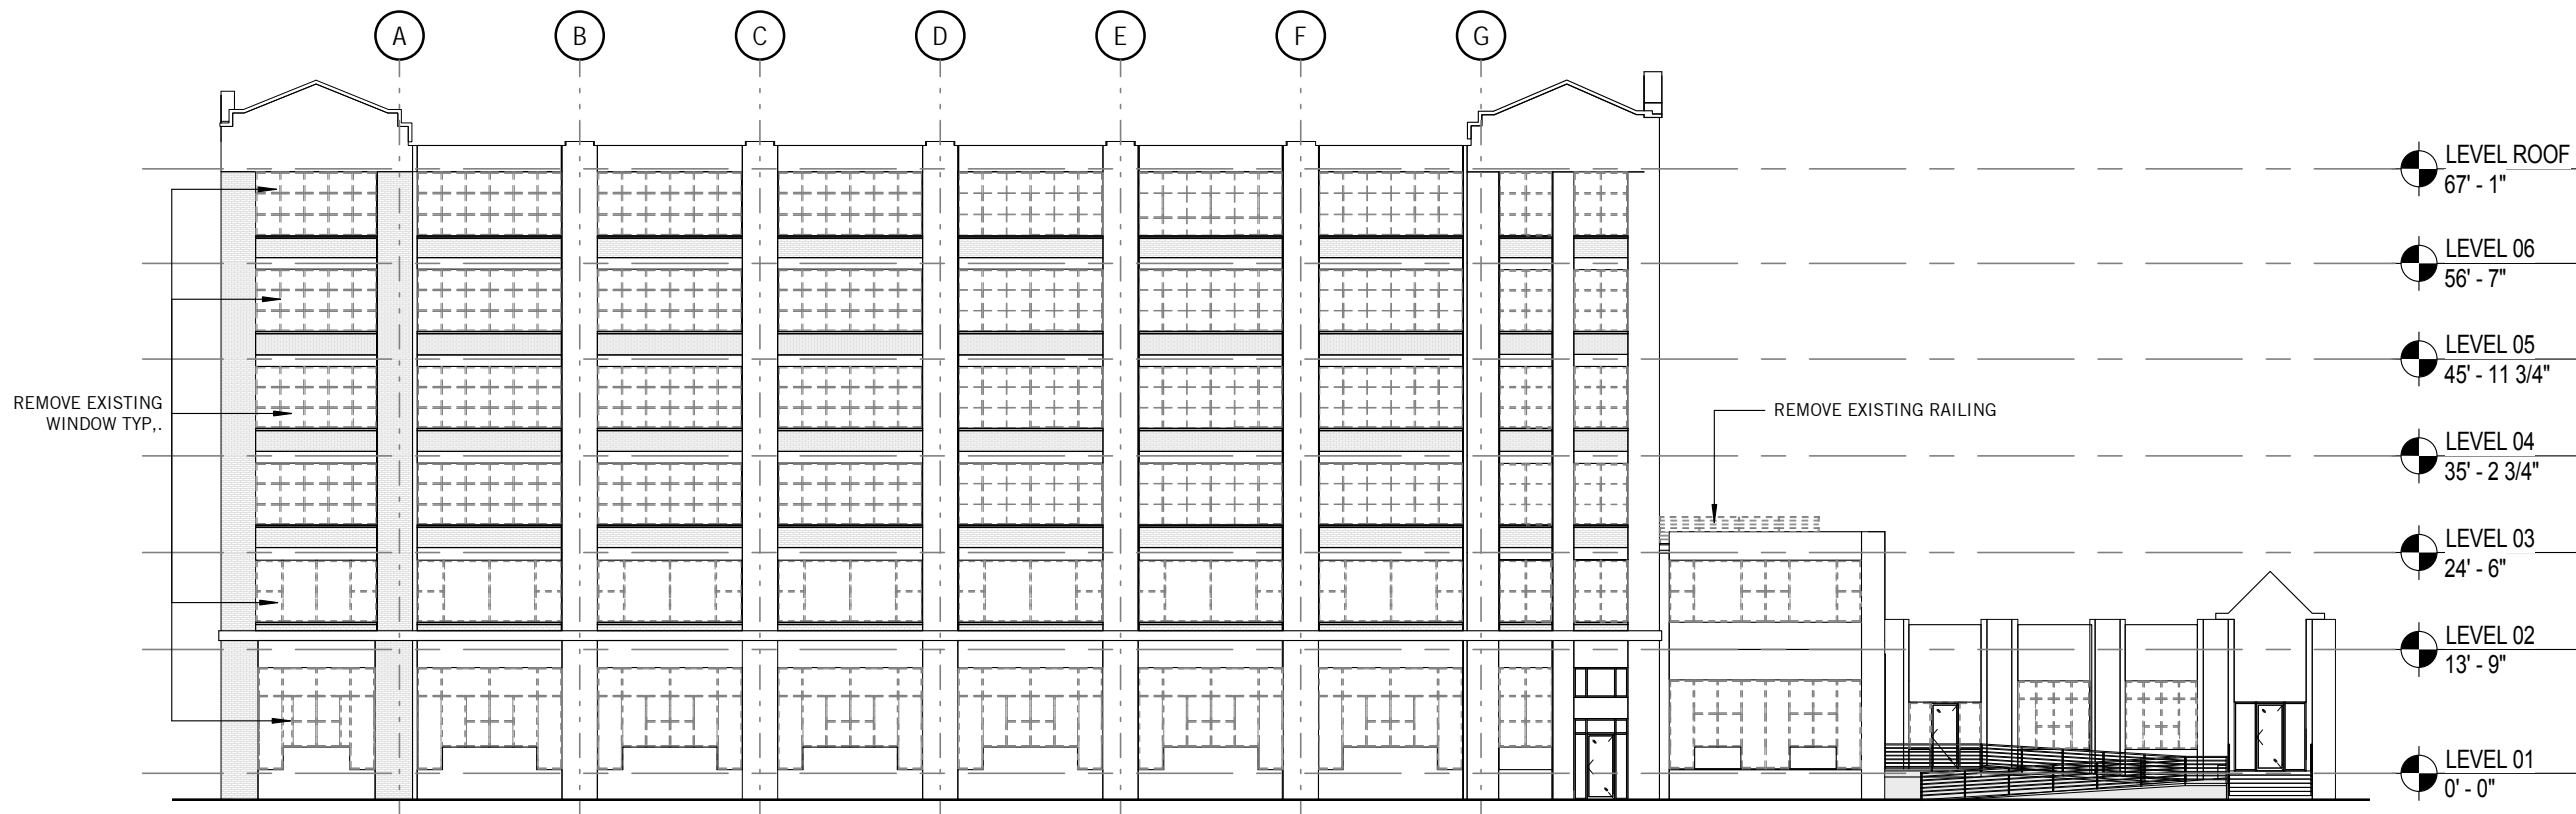 A B C D E F G
LEVEL ROOF
67' - 1"
LEVEL 06
56' - 7"
LEVEL 05
45' - 11 3/4"
REMOVE EXISTING
WINDOW TYP,.
REMOVE EXISTING RAILING
LEVEL 04
35' - 2 3/4"
LEVEL 03
24' - 6"
LEVEL 02
13' - 9"
LEVEL 01
0' - 0"